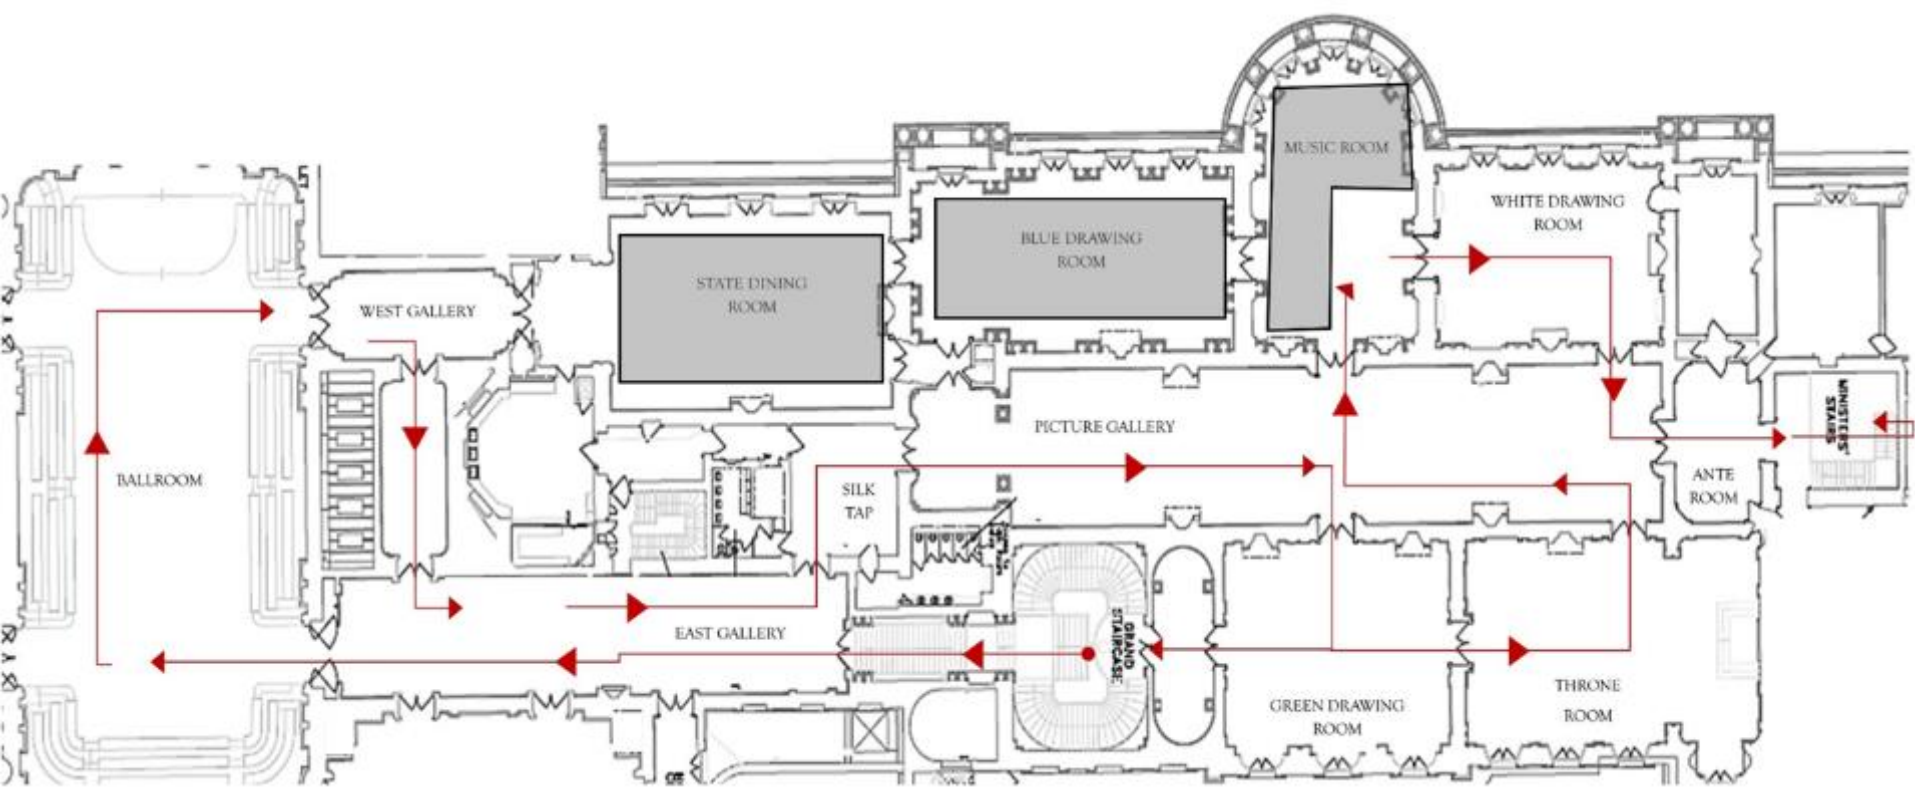 MUSIC ROOM
WHITE DRAWING
ROOM
BLUE DRAWING
ROOM
STATE DINING
ROOM
WEST GALLERY
PICTURE GALLERY
MINISTERS'
STAIRS
BALLROOM
SILK
TAP
ANTE
ROOM
EAST GALLERY
GRAND
STAIRCASE
GREEN DRAWING
ROOM
THRONE
ROOM